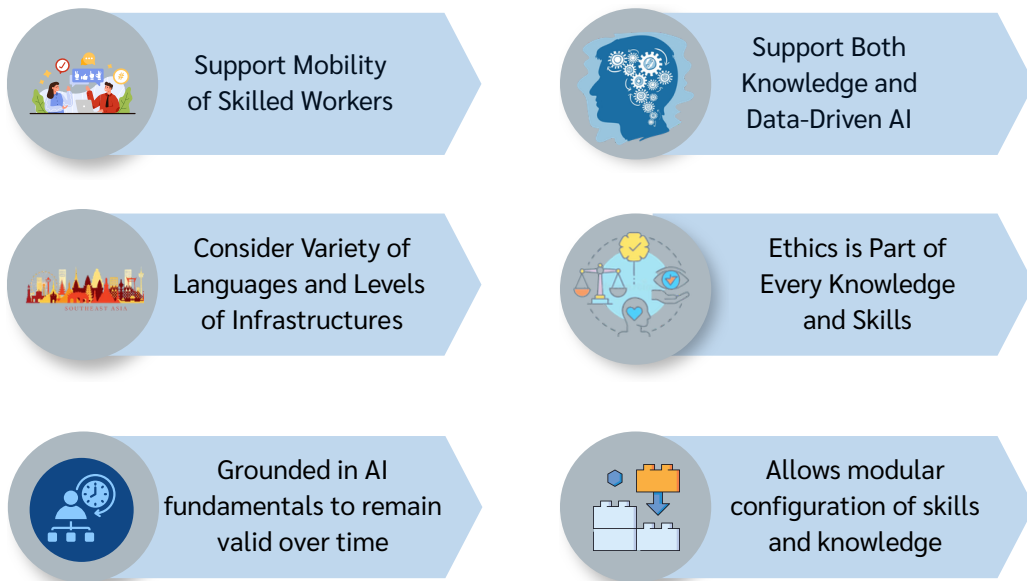 Support Mobility
of Skilled Workers
Support Both
Knowledge and
Data-Driven AI
Consider Variety of
Languages and Levels
of Infrastructures
SOUTHEAST ASIA
Ethics is Part of
Every Knowledge
and Skills
Grounded in AI
fundamentals to remain
valid over time
Allows modular
configuration of skills
and knowledge